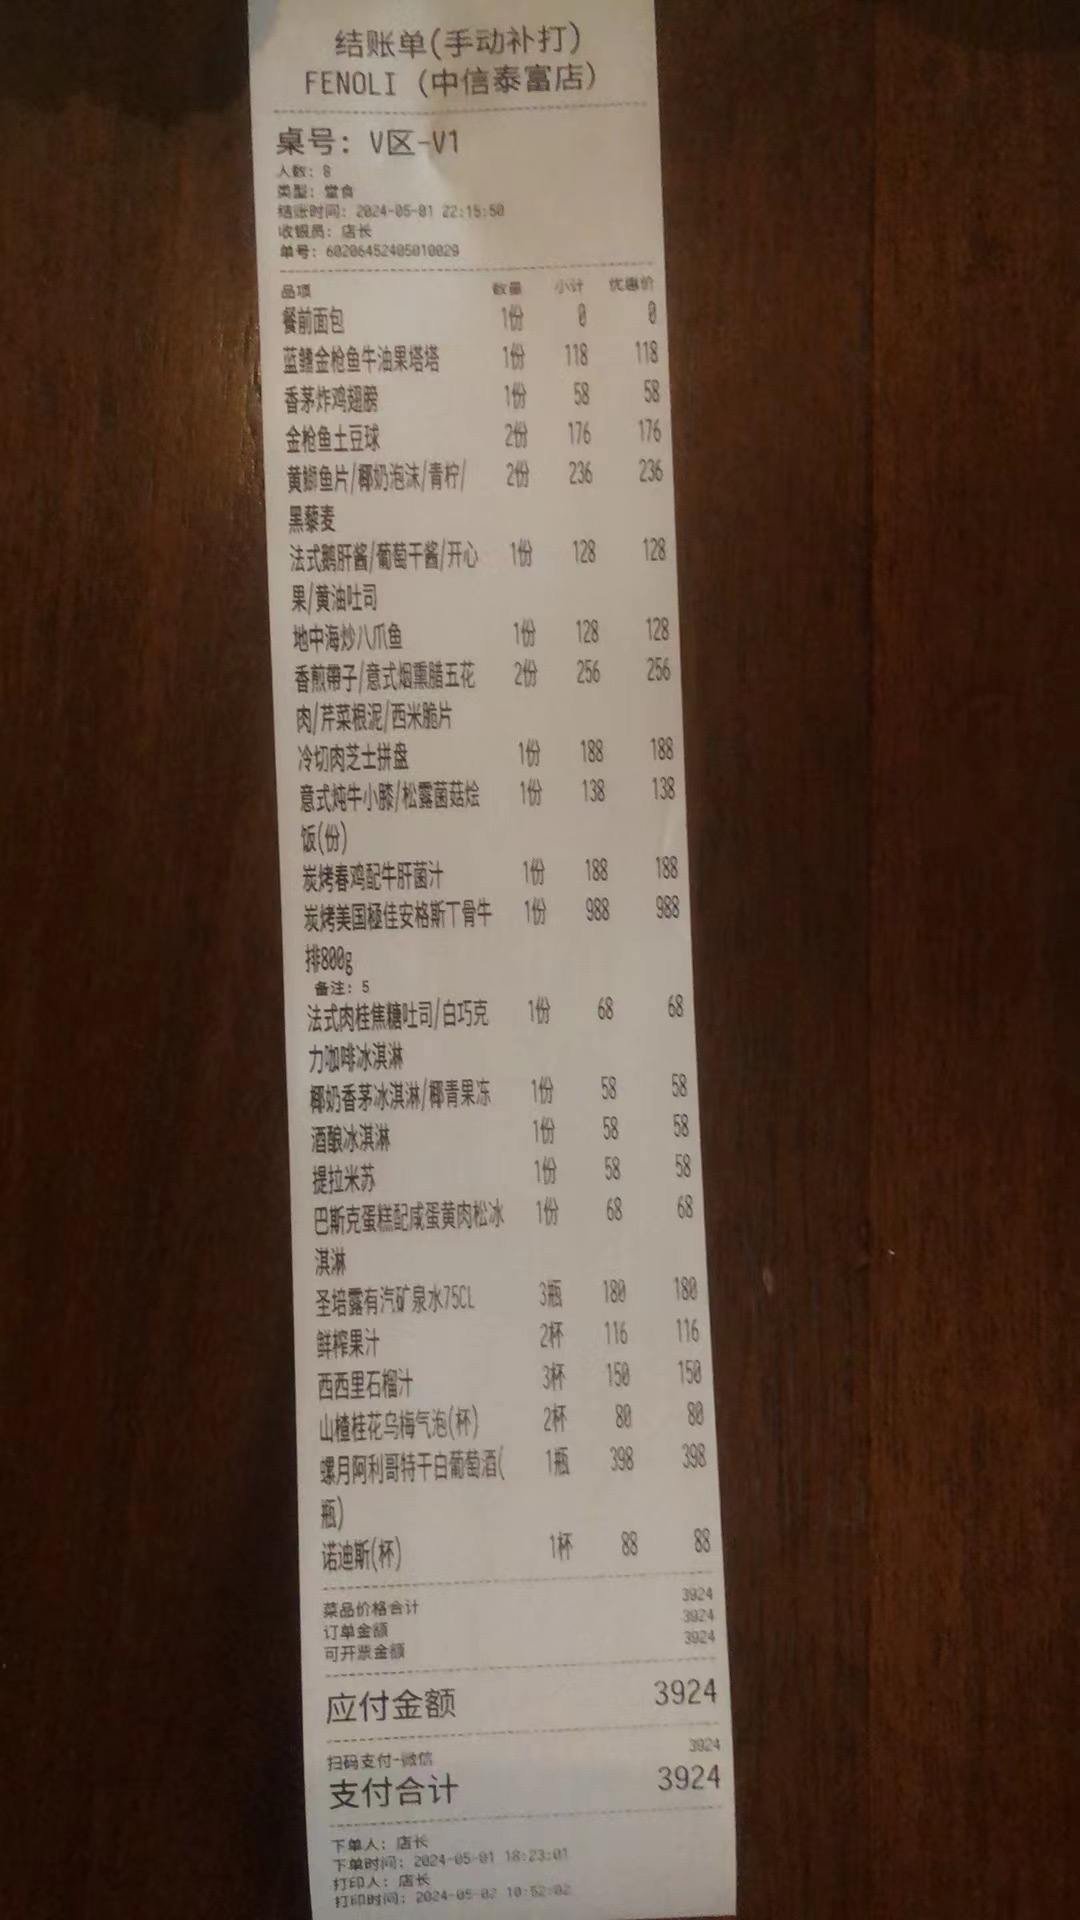 结账单(手动补打)
FENOLI (中信泰富店)
桌号: V区-V1
人数: 8
类型: 堂食
结账时间: 2024-05-01 22:15:50
收银员: 店长
单号: 60206452405010029
品项 数量 小计 优惠价
餐前面包 1份 0 0
蓝鳍金枪鱼牛油果塔塔 1份 118 118
香茅炸鸡翅膀 1份 58 58
金枪鱼土豆球 2份 176 176
黄鰤鱼片/椰奶泡沫/青柠/ 2份 236 236
黑藜麦
法式鹅肝酱/葡萄干酱/开心 1份 128 128
果/黄油吐司
地中海炒八爪鱼 1份 128 128
香煎带子/意式烟熏腊五花 2份 256 256
肉/芹菜根泥/西米脆片
冷切肉芝士拼盘 1份 188 188
意式炖牛小膝/松露菌菇烩 1份 138 138
饭(份)
炭烤春鸡配牛肝菌汁 1份 188 188
炭烤美国極佳安格斯丁骨牛 1份 988 988
排800g
备注: 5
法式肉桂焦糖吐司/白巧克 1份 68 68
力咖啡冰淇淋
椰奶香茅冰淇淋/椰青果冻 1份 58 58
酒酿冰淇淋 1份 58 58
提拉米苏 1份 58 58
巴斯克蛋糕配咸蛋黄肉松冰 1份 68 68
淇淋
圣培露有汽矿泉水75CL 3瓶 180 180
鲜榨果汁 2杯 116 116
西西里石榴汁 3杯 150 150
山楂桂花乌梅气泡(杯) 2杯 80 80
螺月阿利哥特干白葡萄酒( 1瓶 398 398
瓶)
诺迪斯(杯) 1杯 88 88
菜品价格合计 3924
订单金额 3924
可开票金额 3924
应付金额 3924
扫码支付-微信 3924
支付合计 3924
下单人: 店长
下单时间: 2024-05-01 18:23:01
打印人: 店长
打印时间: 2024-05-02 10:52:02